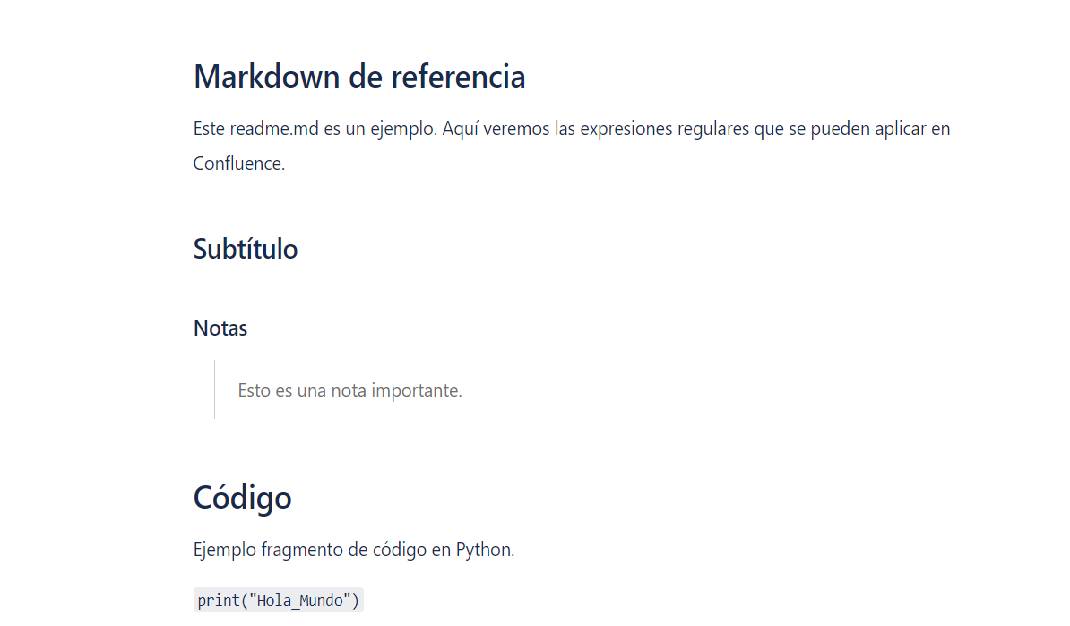 Markdown de referencia
Este readme.md es un ejemplo. Aquí veremos las expresiones regulares que se pueden aplicar en
Confluence.
Subtítulo
Notas
Esto es una nota importante.
Código
Ejemplo fragmento de código en Python.
print("Hola_Mundo")